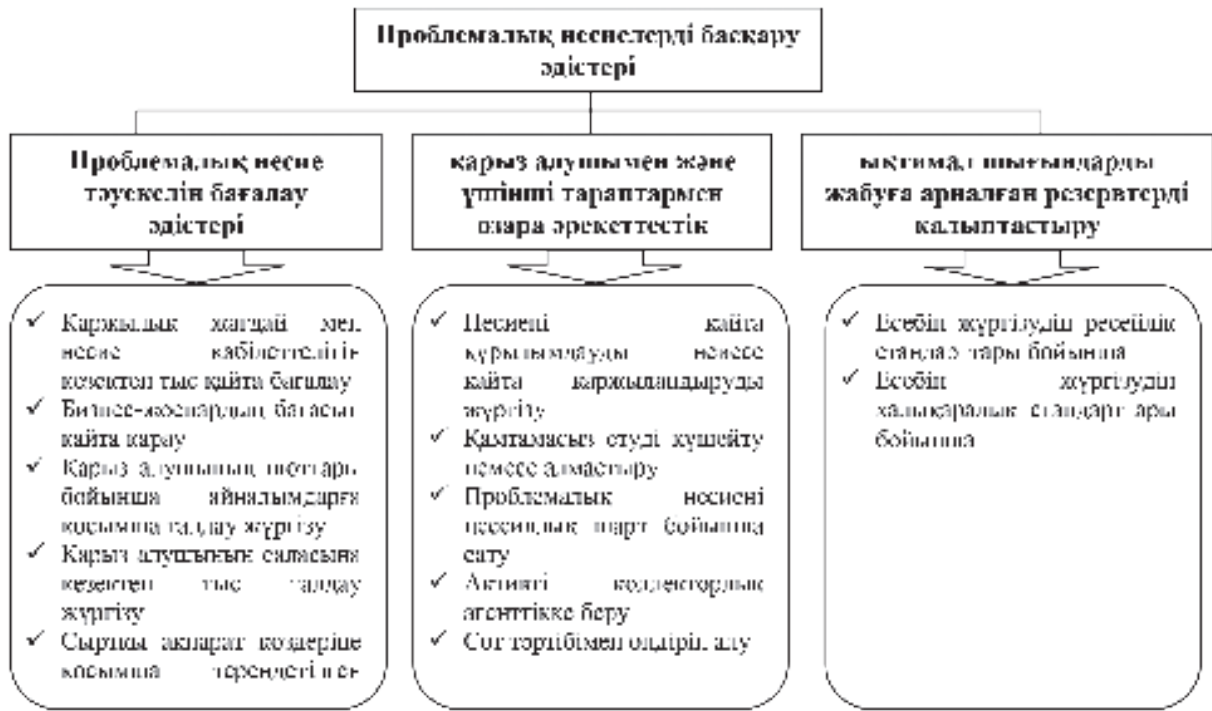 Проблемалық несиелерді басқару
әдістері
Проблемалық несие
тәуекелін бағалау
әдістері
қарыз алушымен және
үшінші тараптармен
өзара әрекеттестік
ықтимал шығындарды
жабуға арналған резервтерді
қалыптастыру
✓ Қаржылық жағдай мен
несие қабілеттілігін
кезектен тыс қайта бағалау
✓ Бизнес-жоспардың бағасын
қайта қарау
✓ Қарыз алушының шоттары
бойынша айналымдарға
қосымша талдау жүргізу
✓ Қарыз алушының саласына
кезектен тыс талдау
жүргізу
✓ Сыртқы ақпарат көздеріне
қосымша тереңдетілген
✓ Несиені қайта
құрылымдауды немесе
қайта қаржыландыруды
жүргізу
✓ Қамтамасыз етуді күшейту
немесе алмастыру
✓ Проблемалық несиені
цессиялық шарт бойынша
сату
✓ Активті коллекторлық
агенттікке беру
✓ Сот тәртібімен өндіріп алу
✓ Есебін жүргізудің ресейлік
стандарттары бойынша
✓ Есебін жүргізудің
халықаралық стандарттары
бойынша